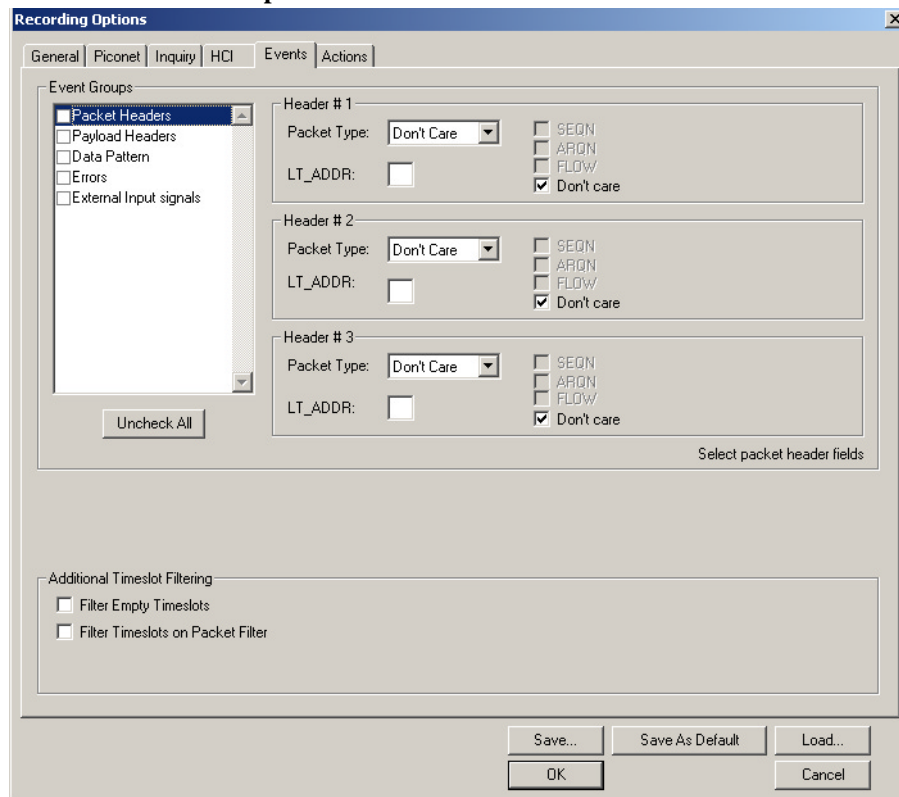 Recording Options
General Piconet Inquiry HCI Events Actions
Event Groups
Packet Headers
Payload Headers
Data Pattern
Errors
External Input signals
Uncheck All
Header # 1
Packet Type: Don't Care
LT_ADDR:
SEQN
ARQN
FLOW
Don't care
Header # 2
Packet Type: Don't Care
LT_ADDR:
SEQN
ARQN
FLOW
Don't care
Header # 3
Packet Type: Don't Care
LT_ADDR:
SEQN
ARQN
FLOW
Don't care
Select packet header fields
Additional Timeslot Filtering
Filter Empty Timeslots
Filter Timeslots on Packet Filter
Save... Save As Default Load...
OK Cancel